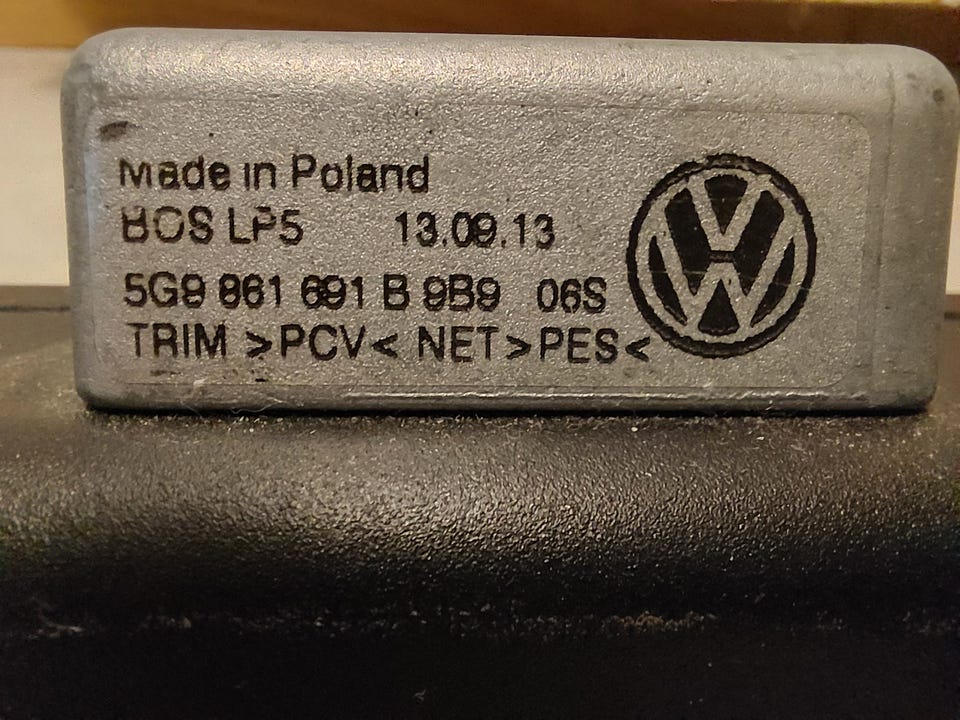 Made in Poland
BOS LP5 13.09.13
5G9 861 691 B 9B9 06S
TRIM >PCV< NET >PES<